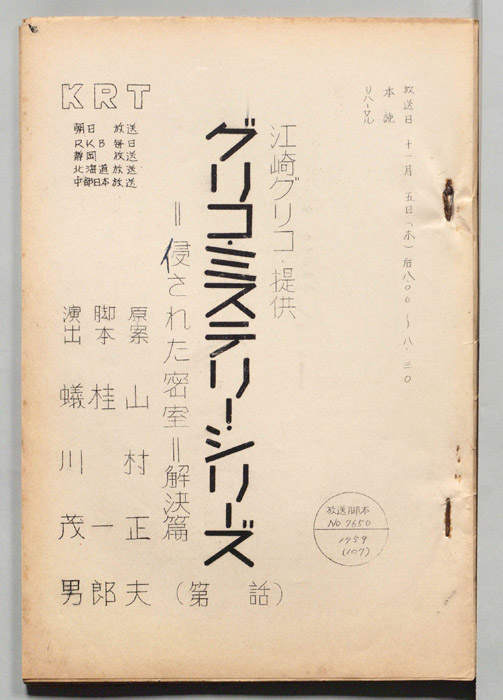 放送日 十一月 五日（木）后八.〇〇〜八.三〇
本読
リハーサル
江崎グリコ・提供
グリコ・ミステリー・シリーズ
＝侵された密室＝解決篇
（第　話）
原案 山村正夫
脚本 桂一郎
演出 蟻川茂男
KRT
朝日放送
RKB毎日
静岡放送
北海道放送
中部日本放送
放送脚本
No 7650
1959
(107)